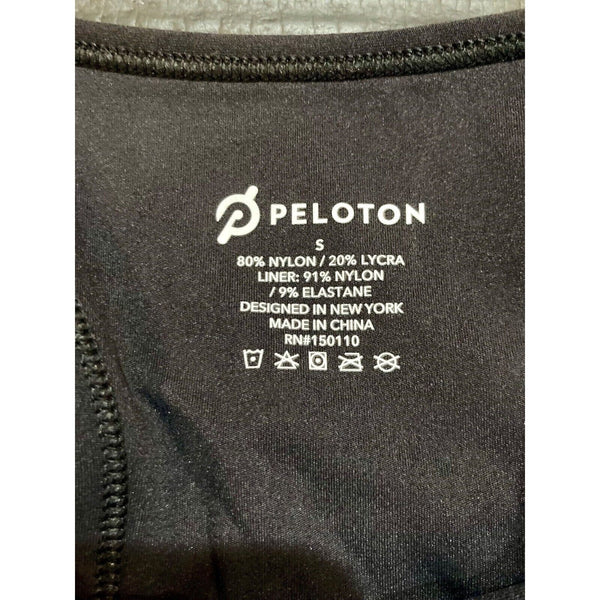 PELOTON
S
80% NYLON / 20% LYCRA
LINER: 91% NYLON
/ 9% ELASTANE
DESIGNED IN NEW YORK
MADE IN CHINA
RN#150110